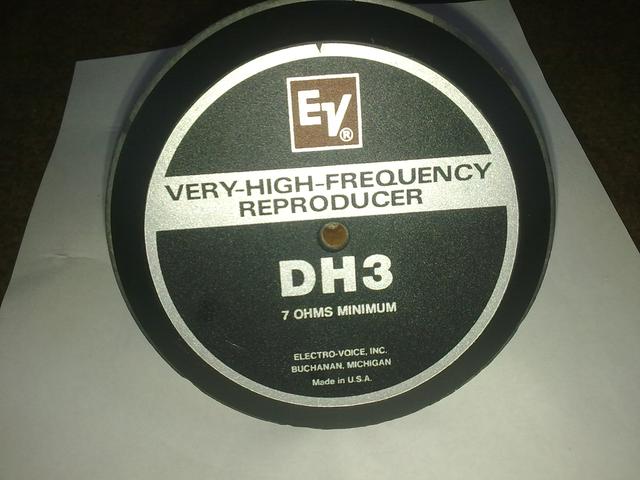 EV®
VERY-HIGH-FREQUENCY
REPRODUCER
DH3
7 OHMS MINIMUM
ELECTRO-VOICE, INC.
BUCHANAN, MICHIGAN
Made in U.S.A.